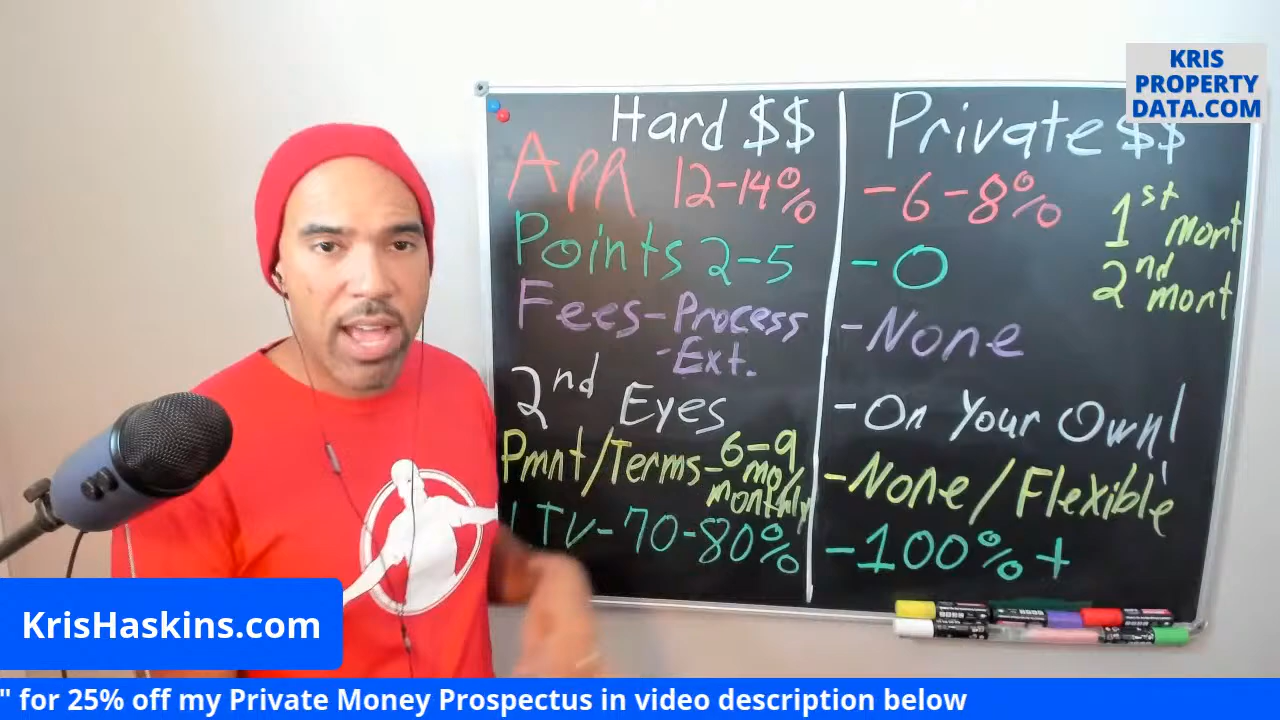 KRIS
PROPERTY
DATA.COM
Hard $$ Private $$
APR 12-14% -6-8%
1st mont
2nd mont
Points 2-5 -0
Fees-Process -None
-Ext.
2nd Eyes -On Your Own!
Pmnt/Terms-6-9 mo/monthly -None/Flexible
LTV-70-80% -100%+
KrisHaskins.com
" for 25% off my Private Money Prospectus in video description below